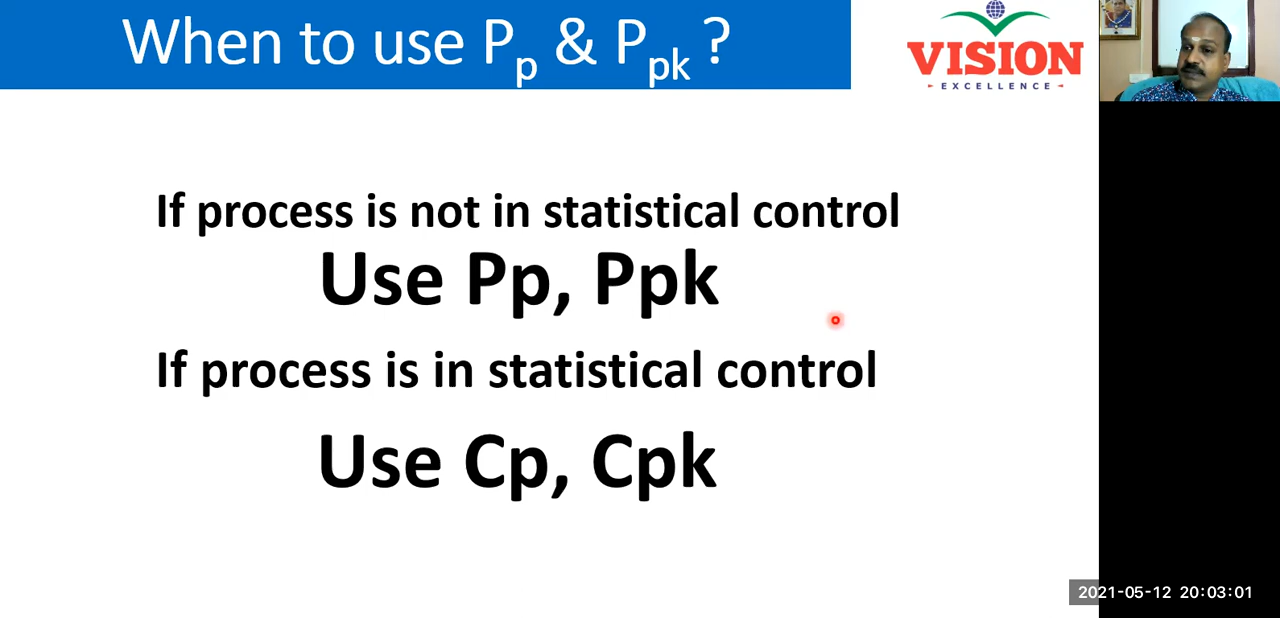 When to use Pp & Ppk ?
VISION
EXCELLENCE
If process is not in statistical control
Use Pp, Ppk
If process is in statistical control
Use Cp, Cpk
2021-05-12 20:03:01